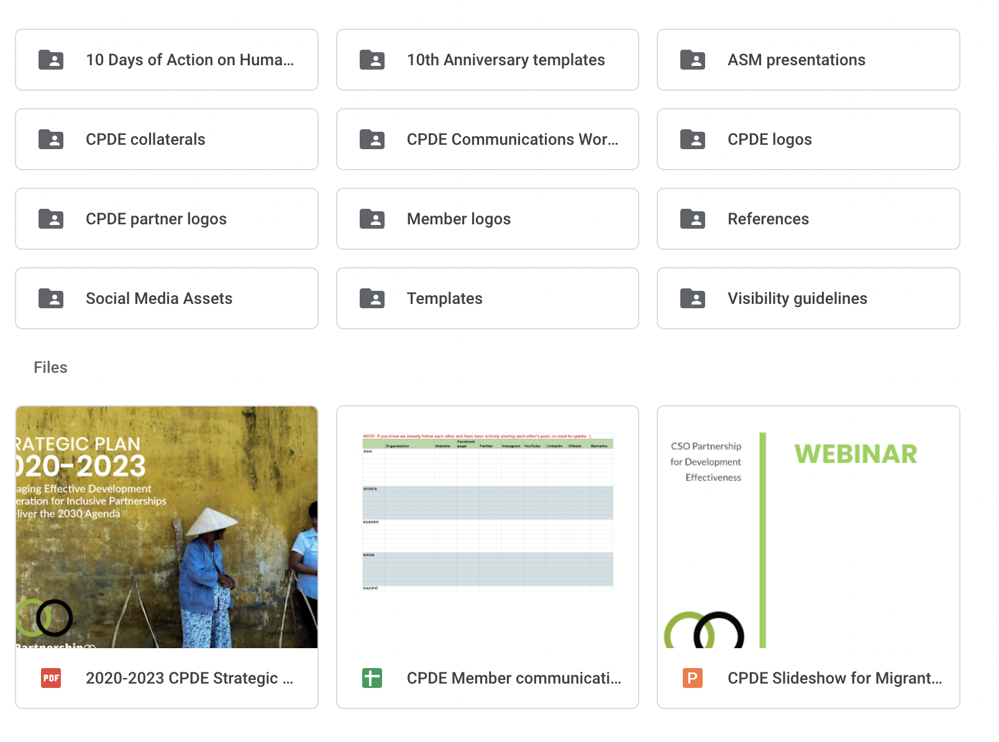 10 Days of Action on Huma...
10th Anniversary templates
ASM presentations
CPDE collaterals
CPDE Communications Wor...
CPDE logos
CPDE partner logos
Member logos
References
Social Media Assets
Templates
Visibility guidelines
Files
RATEGIC PLAN
020-2023
aging Effective Development
eration for Inclusive Partnerships
liver the 2030 Agenda
Partnership
PDF
2020-2023 CPDE Strategic ...
NOTE: If you know we already follow each other and have been actively sharing each other's post, no need to update. :)
Organisation Website Facebook page Twitter Instagram YouTube LinkedIn Others Remarks
ASIA
AFRICA
EUROPE
MENA
PACIFIC
CPDE Member communicati...
CSO Partnership
for Development
Effectiveness
WEBINAR
P
CPDE Slideshow for Migrant...